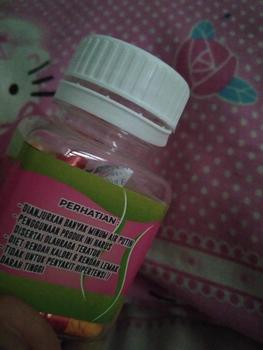 PERHATIAN:
- DIANJURKAN BANYAK MINUM AIR PUTIH
- PENGGUNAAN PRODUK INI HARUS
DISERTAI OLAHRAGA TERATUR
- DIET RENDAH KALORI & RENDAH LEMAK
- TIDAK UNTUK PENYAKIT HIPERTENSI /
DARAH TINGGI